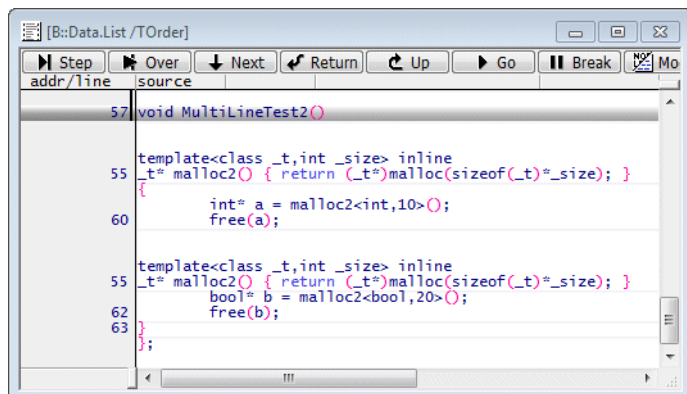 [B::Data.List /TOrder]
Step Over Next Return Up Go Break Mo
addr/line source
57 void MultiLineTest2()
template<class _t,int _size> inline
55 _t* malloc2() { return (_t*)malloc(sizeof(_t)*_size); }
{
int* a = malloc2<int,10>();
60 free(a);
template<class _t,int _size> inline
55 _t* malloc2() { return (_t*)malloc(sizeof(_t)*_size); }
bool* b = malloc2<bool,20>();
62 free(b);
63 }
};